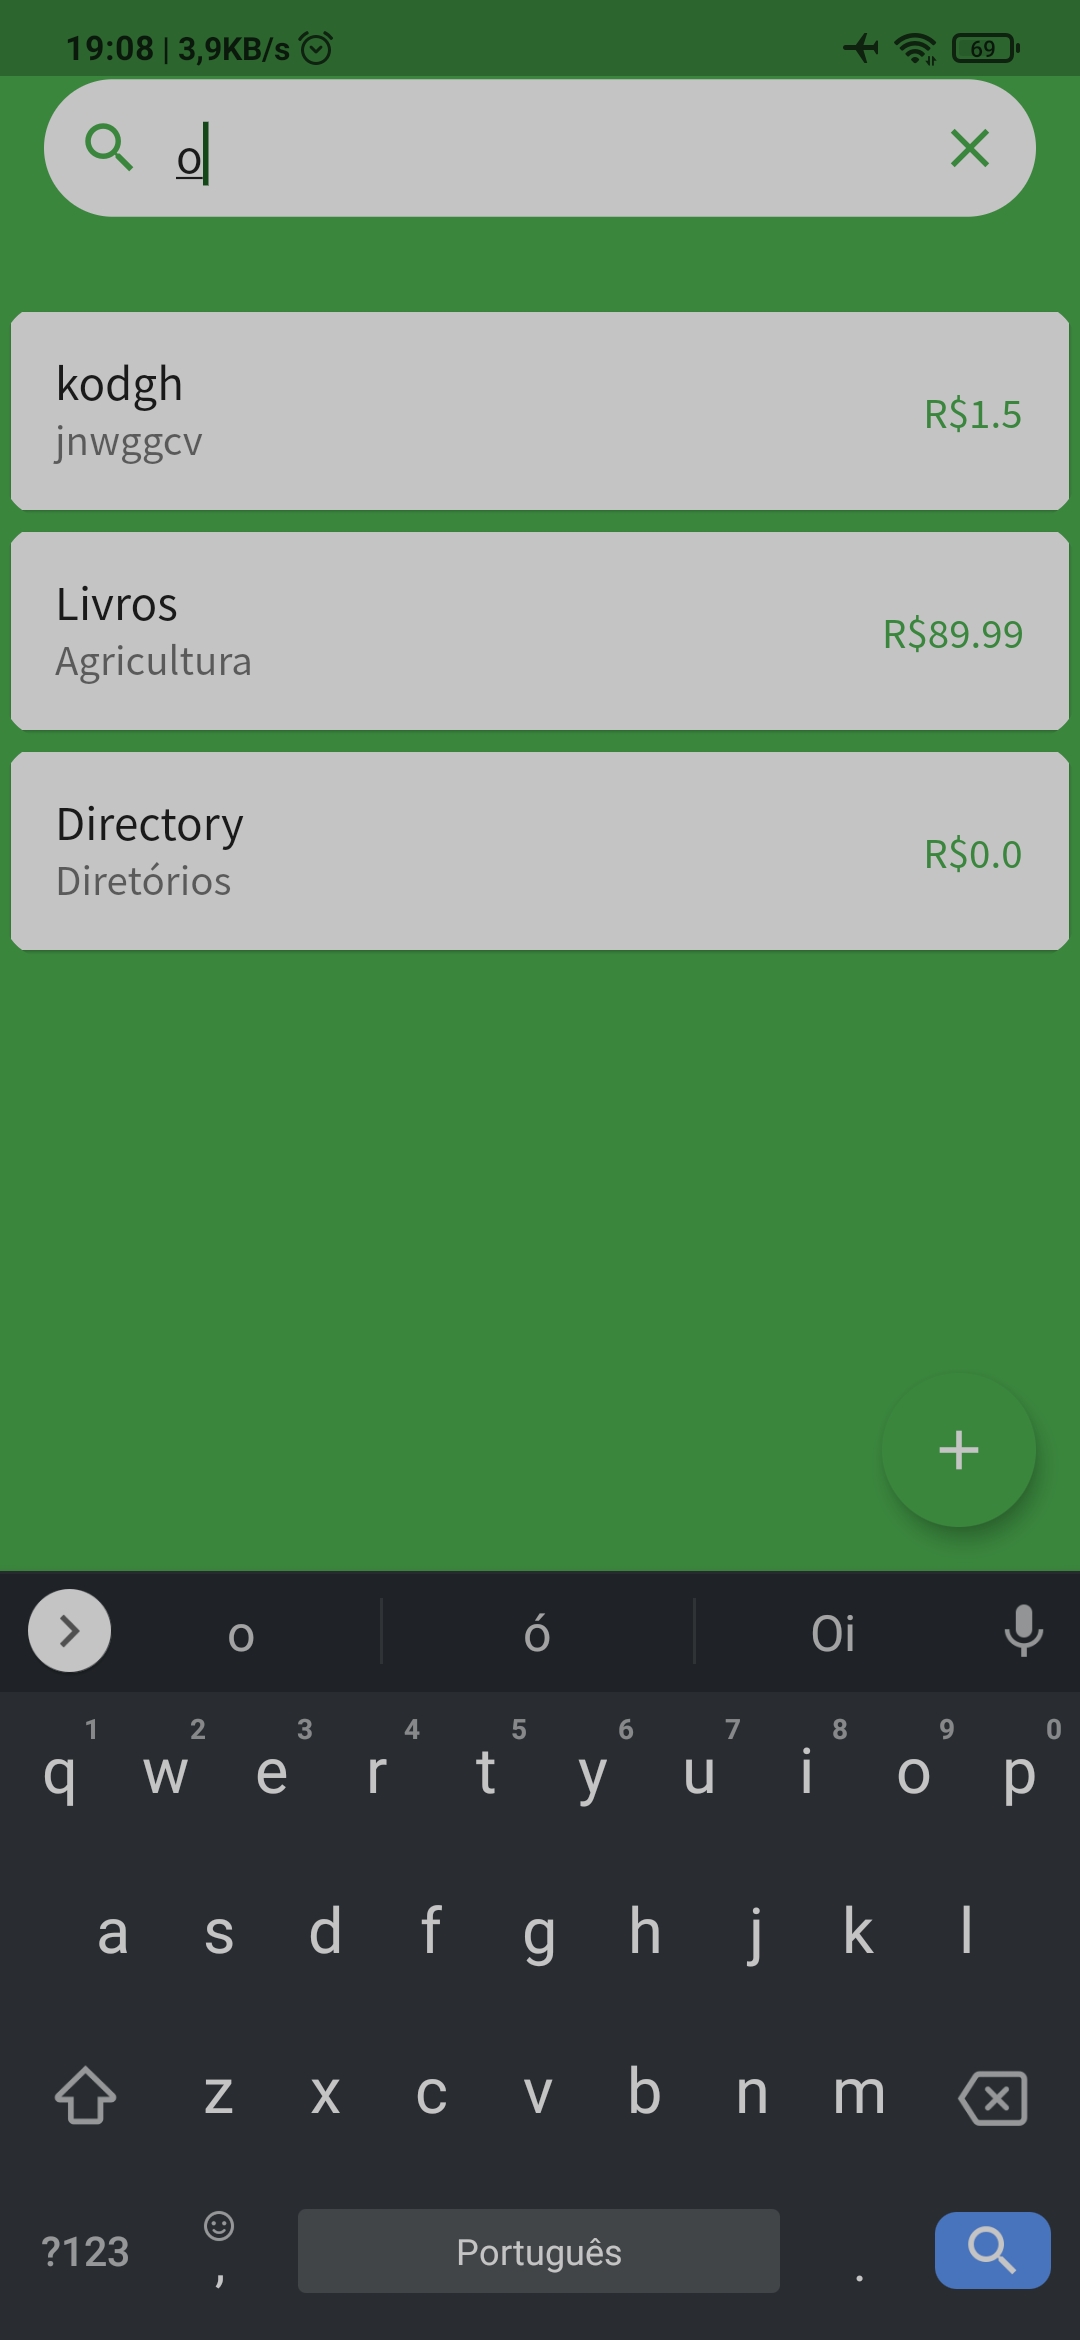 19:08 | 3,9KB/s
69
o
kodgh
jnwggcv
R$1.5
Livros
Agricultura
R$89.99
Directory
Diretórios
R$0.0
o ó Oi
1 2 3 4 5 6 7 8 9 0
q w e r t y u i o p
a s d f g h j k l
z x c v b n m
?123 , Português .